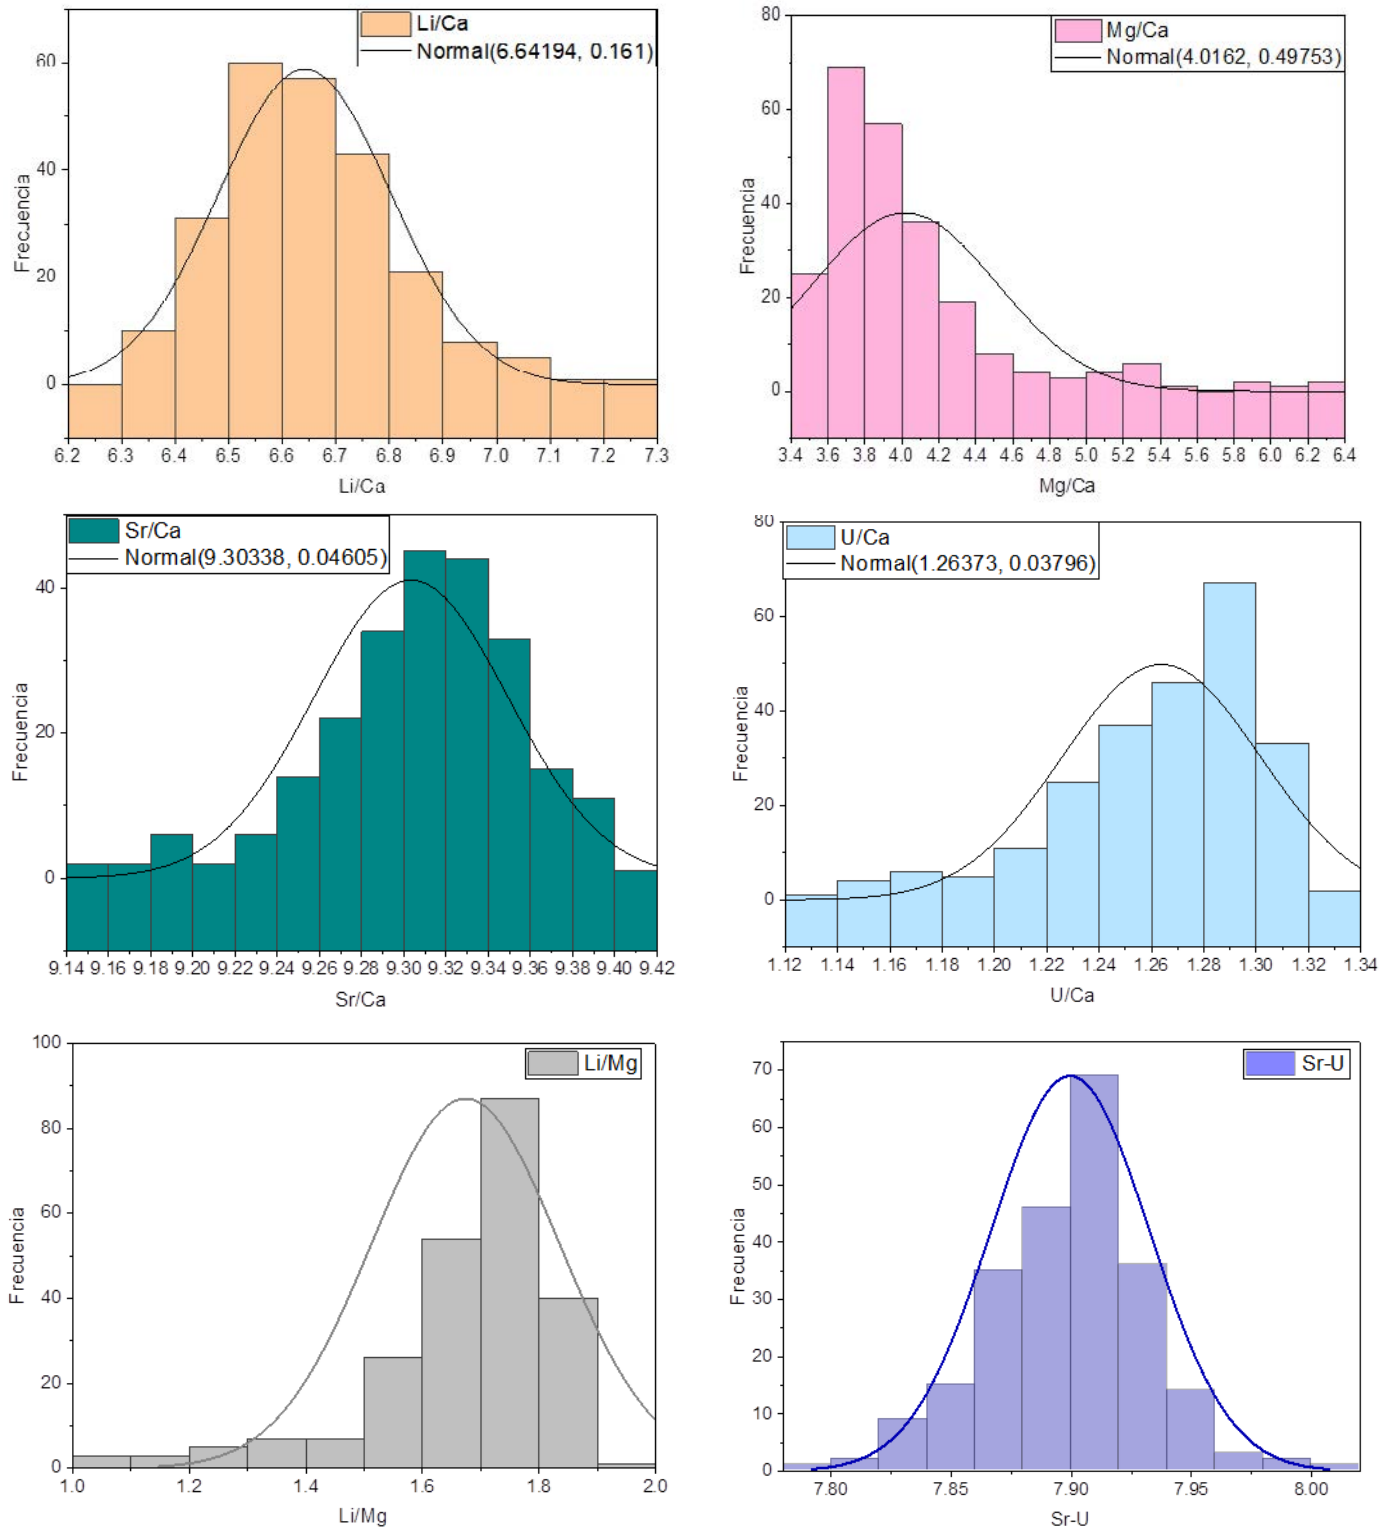 Li/Ca
Normal(6.64194, 0.161)
Frecuencia
60
40
20
0
6.2 6.3 6.4 6.5 6.6 6.7 6.8 6.9 7.0 7.1 7.2 7.3
Li/Ca
Mg/Ca
Normal(4.0162, 0.49753)
Frecuencia
80
60
40
20
0
3.4 3.6 3.8 4.0 4.2 4.4 4.6 4.8 5.0 5.2 5.4 5.6 5.8 6.0 6.2 6.4
Mg/Ca
Sr/Ca
Normal(9.30338, 0.04605)
Frecuencia
40
20
0
9.14 9.16 9.18 9.20 9.22 9.24 9.26 9.28 9.30 9.32 9.34 9.36 9.38 9.40 9.42
Sr/Ca
U/Ca
Normal(1.26373, 0.03796)
Frecuencia
80
60
40
20
0
1.12 1.14 1.16 1.18 1.20 1.22 1.24 1.26 1.28 1.30 1.32 1.34
U/Ca
Li/Mg
Frecuencia
100
80
60
40
20
0
1.0 1.2 1.4 1.6 1.8 2.0
Li/Mg
Sr-U
Frecuencia
70
60
50
40
30
20
10
0
7.80 7.85 7.90 7.95 8.00
Sr-U